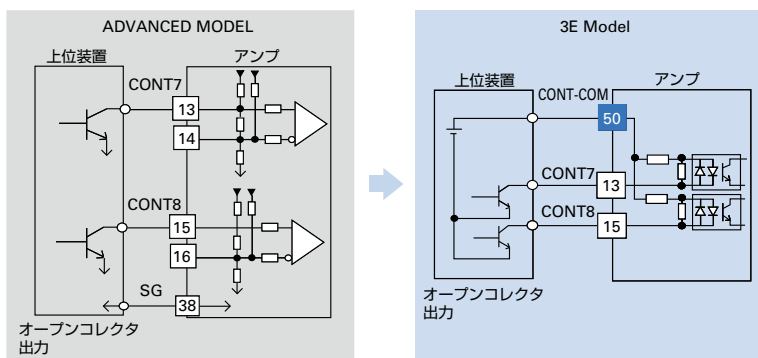 ADVANCED MODEL
上位装置
アンプ
CONT7
13
14
CONT8
15
16
SG
38
オープンコレクタ
出力
3E Model
上位装置
アンプ
CONT-COM
50
CONT7
13
CONT8
15
オープンコレクタ
出力